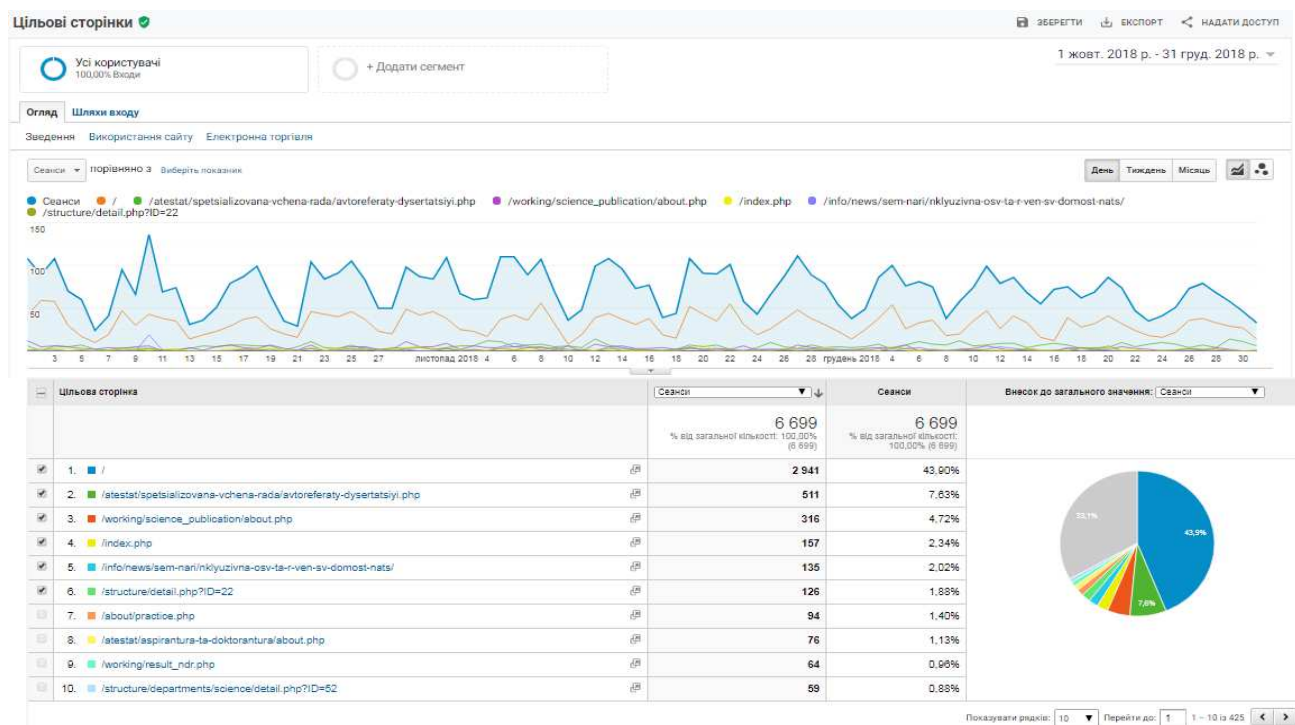 Цільові сторінки
ЗБЕРЕГТИ ЕКСПОРТ НАДАТИ ДОСТУП
Усі користувачі
100,00% Входи
+ Додати сегмент
1 жовт. 2018 р. - 31 груд. 2018 р.
Огляд Шляхи входу
Зведення Використання сайту Електронна торгівля
Сеанси порівняно з Виберіть показник
День Тиждень Місяць
Сеанси / /atestat/spetsializovana-vchena-rada/avtoreferaty-dysertatsiyi.php /working/science_publication/about.php /index.php /info/news/sem-nari/nklyuzivna-osv-ta-r-ven-sv-domost-nats/
/structure/detail.php?ID=22
150
100
50
3 5 7 9 11 13 15 17 19 21 23 25 27 листопад 2018 4 6 8 10 12 14 16 18 20 22 24 26 28 грудень 2018 4 6 8 10 12 14 16 18 20 22 24 26 28 30
Цільова сторінка Сеанси Сеанси Внесок до загального значення: Сеанси
6 699 6 699
% від загальної кількості: 100,00% % від загальної кількості:
(6 699) 100,00% (6 699)
1. / 2 941 43,90%
2. /atestat/spetsializovana-vchena-rada/avtoreferaty-dysertatsiyi.php 511 7,63%
3. /working/science_publication/about.php 316 4,72%
4. /index.php 157 2,34%
5. /info/news/sem-nari/nklyuzivna-osv-ta-r-ven-sv-domost-nats/ 135 2,02%
6. /structure/detail.php?ID=22 126 1,88%
7. /about/practice.php 94 1,40%
8. /atestat/aspirantura-ta-doktorantura/about.php 76 1,13%
9. /working/result_ndr.php 64 0,96%
10. /structure/departments/science/detail.php?ID=52 59 0,88%
33,1%
43,9%
7,6%
Показувати рядків: 10 Перейти до: 1 1 – 10 із 425